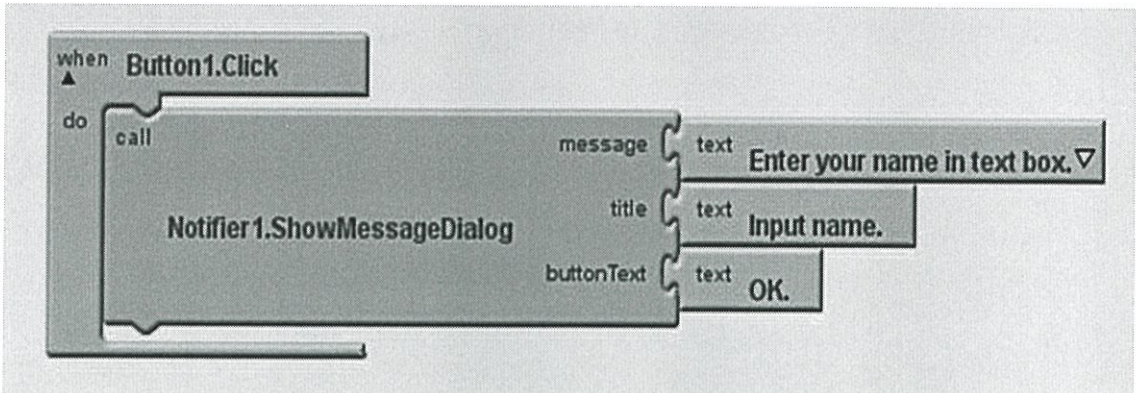 when Button1.Click
do
call
message text Enter your name in text box.
Notifier1.ShowMessageDialog
title text Input name.
buttonText text OK.